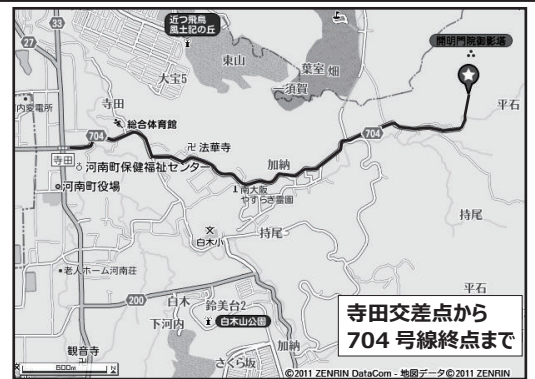 近つ飛鳥
風土記の丘
33
27
東山
大宝5
葉室
畑
一須賀
開明門院御影塔
平石
内変電所
寺田
総合体育館
704
寺田
卍 法華寺
河南町保健福祉センター
河南町役場
加納
704
南大阪
やすらぎ霊園
文
白木小
持尾
持尾
老人ホーム河南荘
200
白木
鈴美台2
下河内
白木山公園
平石
観音寺
加納
さくら坂
600m
N
寺田交差点から
704 号線終点まで
©2011 ZENRIN DataCom - 地図データ©2011 ZENRIN